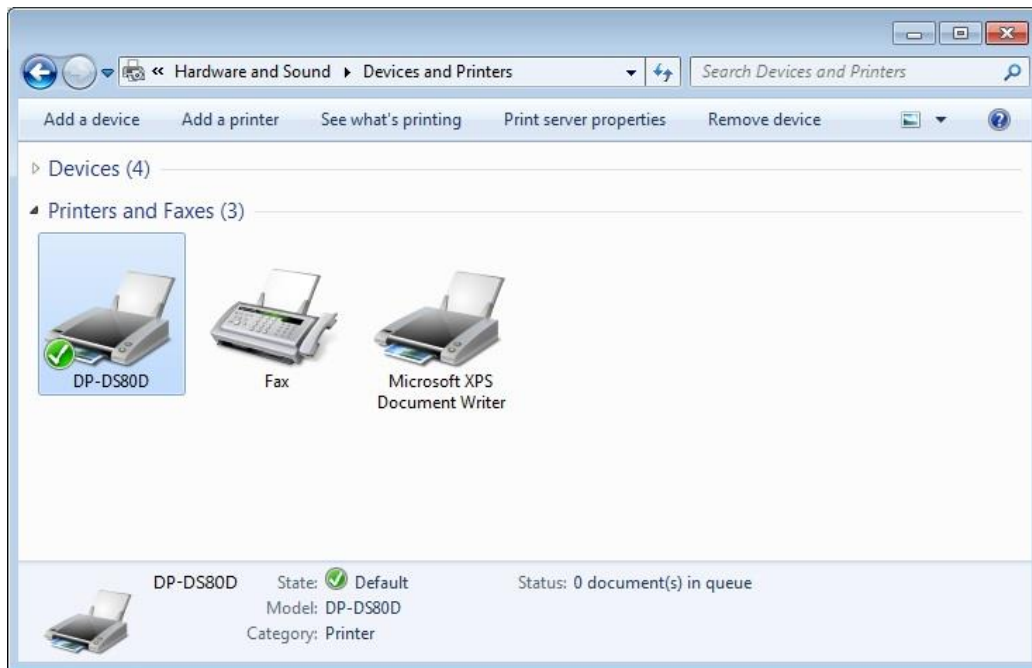 « Hardware and Sound ▸ Devices and Printers Search Devices and Printers
Add a device Add a printer See what's printing Print server properties Remove device
Devices (4)
Printers and Faxes (3)
DP-DS80D Fax Microsoft XPS
Document Writer
DP-DS80D State: Default Status: 0 document(s) in queue
Model: DP-DS80D
Category: Printer